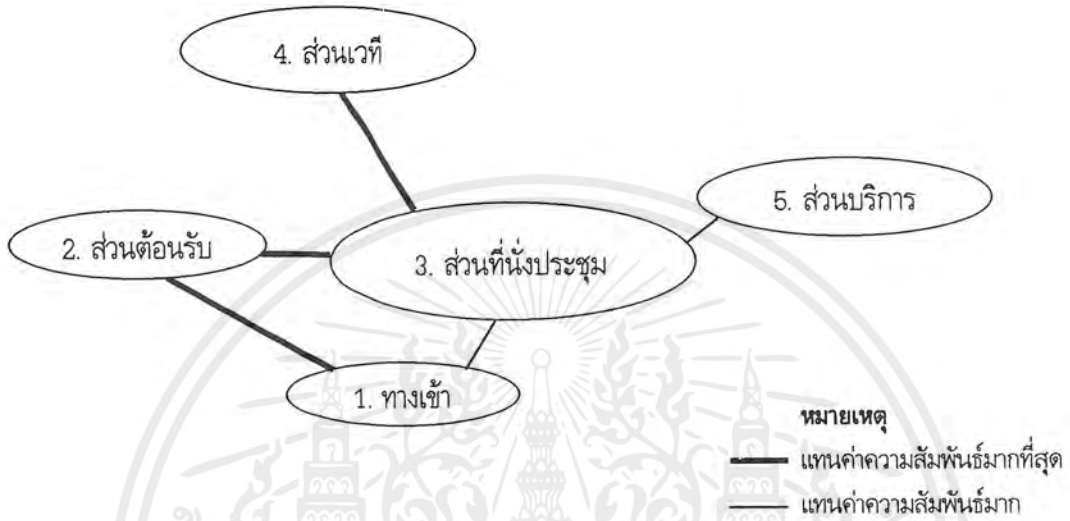 4. ส่วนเวที
5. ส่วนบริการ
2. ส่วนต้อนรับ
3. ส่วนที่นั่งประชุม
1. ทางเข้า
หมายเหตุ
แทนค่าความสัมพันธ์มากที่สุด
แทนค่าความสัมพันธ์มาก